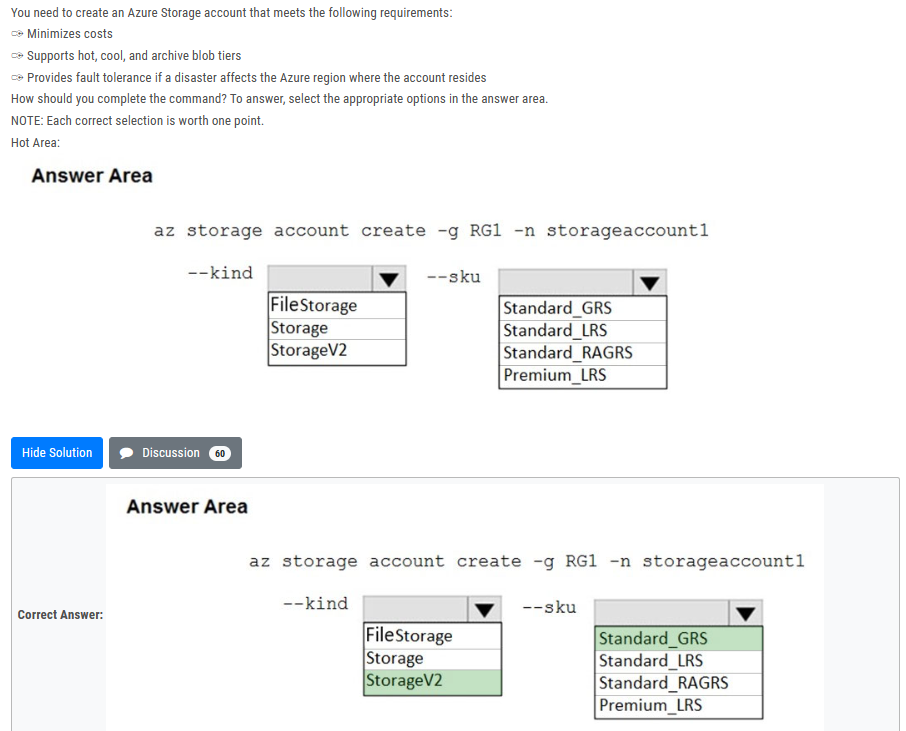 You need to create an Azure Storage account that meets the following requirements:
Minimizes costs
Supports hot, cool, and archive blob tiers
Provides fault tolerance if a disaster affects the Azure region where the account resides
How should you complete the command? To answer, select the appropriate options in the answer area.
NOTE: Each correct selection is worth one point.
Hot Area:
Answer Area
az storage account create -g RG1 -n storageaccount1
--kind
FileStorage
Storage
StorageV2
--sku
Standard_GRS
Standard_LRS
Standard_RAGRS
Premium_LRS
Hide Solution
Discussion 60
Correct Answer:
Answer Area
az storage account create -g RG1 -n storageaccount1
--kind
FileStorage
Storage
StorageV2
--sku
Standard_GRS
Standard_LRS
Standard_RAGRS
Premium_LRS